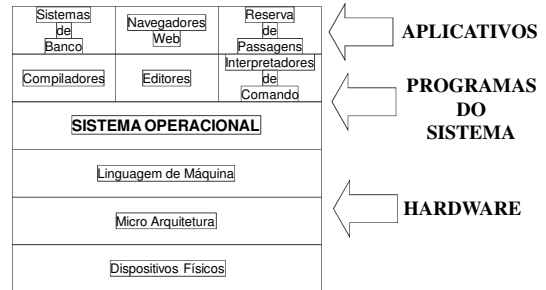 Sistemas
de
Banco
Navegadores
Web
Reserva
de
Passagens
APLICATIVOS
Compiladores
Editores
Interpretadores
de
Comando
PROGRAMAS
DO
SISTEMA
SISTEMA OPERACIONAL
Linguagem de Máquina
HARDWARE
Micro Arquitetura
Dispositivos Físicos